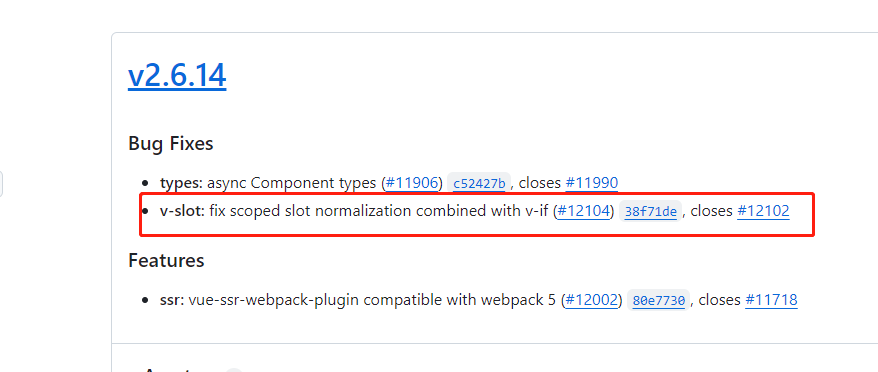 v2.6.14
Bug Fixes
• types: async Component types (#11906) c52427b, closes #11990
• v-slot: fix scoped slot normalization combined with v-if (#12104) 38f71de, closes #12102
Features
• ssr: vue-ssr-webpack-plugin compatible with webpack 5 (#12002) 80e7730, closes #11718